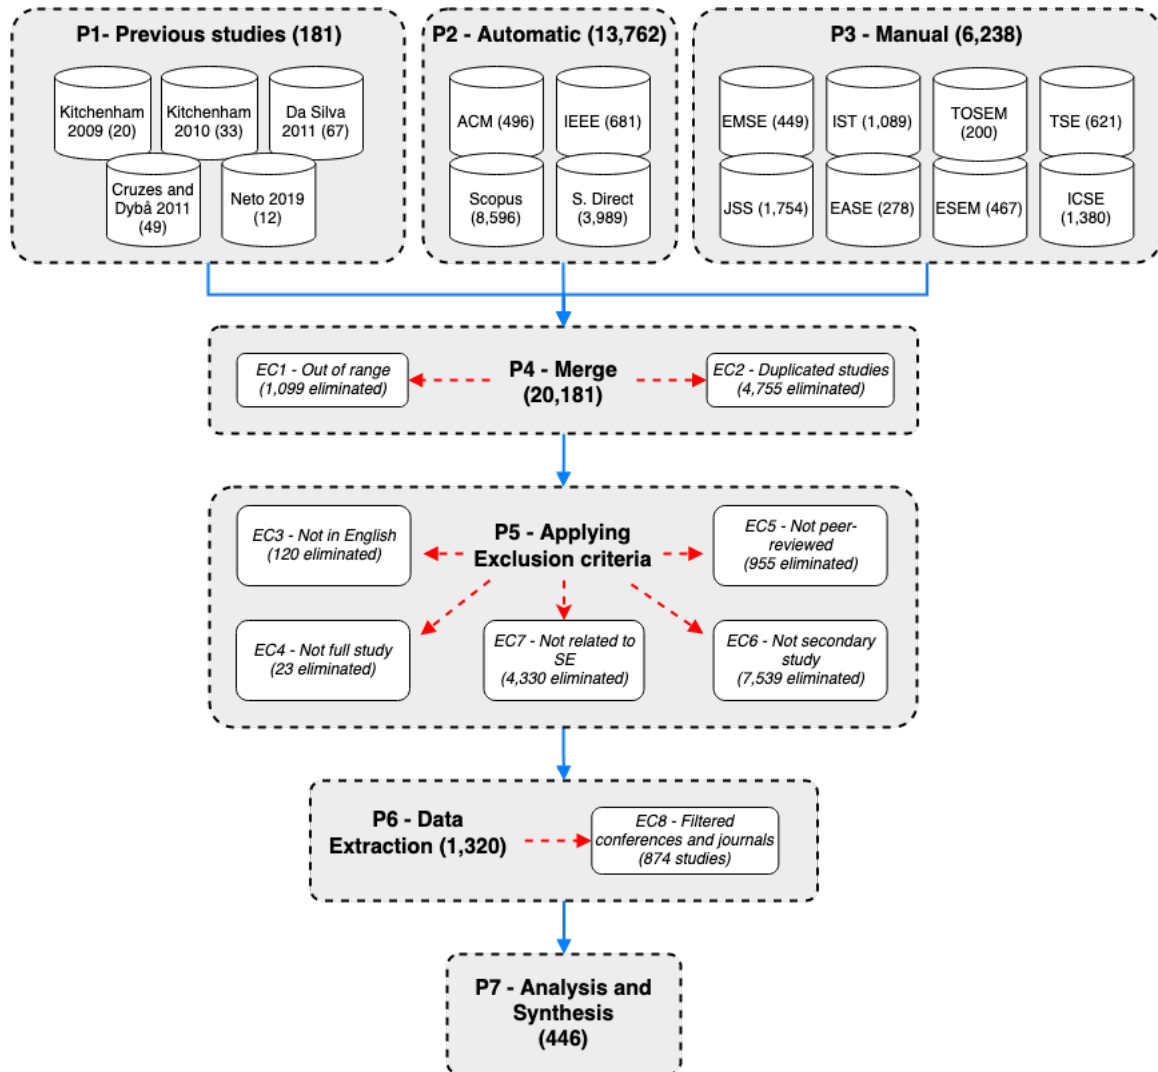 P1- Previous studies (181)
Kitchenham
2009 (20)
Kitchenham
2010 (33)
Da Silva
2011 (67)
Cruzes and
Dybå 2011
(49)
Neto 2019
(12)
P2 - Automatic (13,762)
ACM (496)
IEEE (681)
Scopus
(8,596)
S. Direct
(3,989)
P3 - Manual (6,238)
EMSE (449)
IST (1,089)
TOSEM
(200)
TSE (621)
JSS (1,754)
EASE (278)
ESEM (467)
ICSE
(1,380)
EC1 - Out of range
(1,099 eliminated)
P4 - Merge
(20,181)
EC2 - Duplicated studies
(4,755 eliminated)
EC3 - Not in English
(120 eliminated)
P5 - Applying
Exclusion criteria
EC5 - Not peer-
reviewed
(955 eliminated)
EC4 - Not full study
(23 eliminated)
EC7 - Not related to
SE
(4,330 eliminated)
EC6 - Not secondary
study
(7,539 eliminated)
P6 - Data
Extraction (1,320)
EC8 - Filtered
conferences and journals
(874 studies)
P7 - Analysis and
Synthesis
(446)